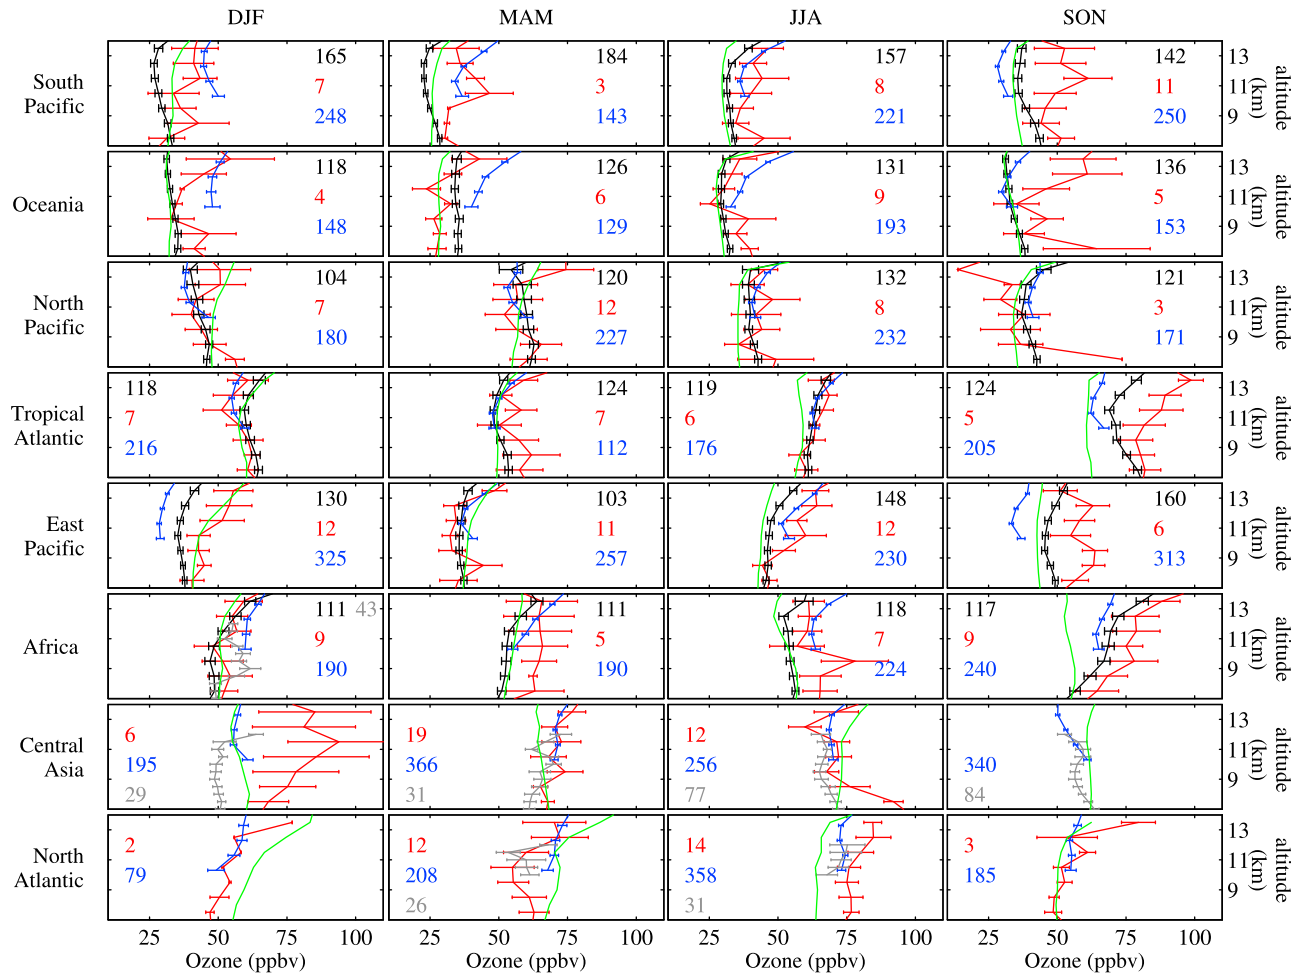 DJF MAM JJA SON
South Pacific
165 7 248
184 3 143
157 8 221
142 11 250
13 11 9
altitude (km)
Oceania
118 4 148
126 6 129
131 9 193
136 5 153
13 11 9
altitude (km)
North Pacific
104 7 180
120 12 227
132 8 232
121 3 171
13 11 9
altitude (km)
Tropical Atlantic
118 7 216
124 7 112
119 6 176
124 5 205
13 11 9
altitude (km)
East Pacific
130 12 325
103 11 257
148 12 230
160 6 313
13 11 9
altitude (km)
Africa
111 43 9 190
111 5 190
118 7 224
117 9 240
13 11 9
altitude (km)
Central Asia
6 195 29
19 366 31
12 256 77
340 84
13 11 9
altitude (km)
North Atlantic
2 79
12 208 26
14 358 31
3 185
13 11 9
altitude (km)
25 50 75 100 25 50 75 100 25 50 75 100 25 50 75 100
Ozone (ppbv) Ozone (ppbv) Ozone (ppbv) Ozone (ppbv)